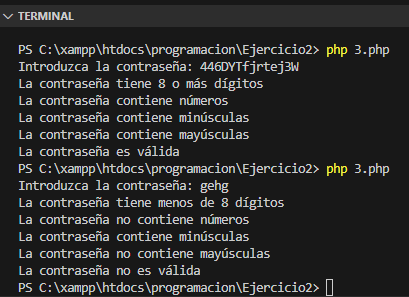 TERMINAL
PS C:\xampp\htdocs\programacion\Ejercicio2> php 3.php
Introduzca la contraseña: 446DYTfjrtej3W
La contraseña tiene 8 o más dígitos
La contraseña contiene números
La contraseña contiene minúsculas
La contraseña contiene mayúsculas
La contraseña es válida
PS C:\xampp\htdocs\programacion\Ejercicio2> php 3.php
Introduzca la contraseña: gehg
La contraseña tiene menos de 8 dígitos
La contraseña no contiene números
La contraseña contiene minúsculas
La contraseña no contiene mayúsculas
La contraseña no es válida
PS C:\xampp\htdocs\programacion\Ejercicio2>